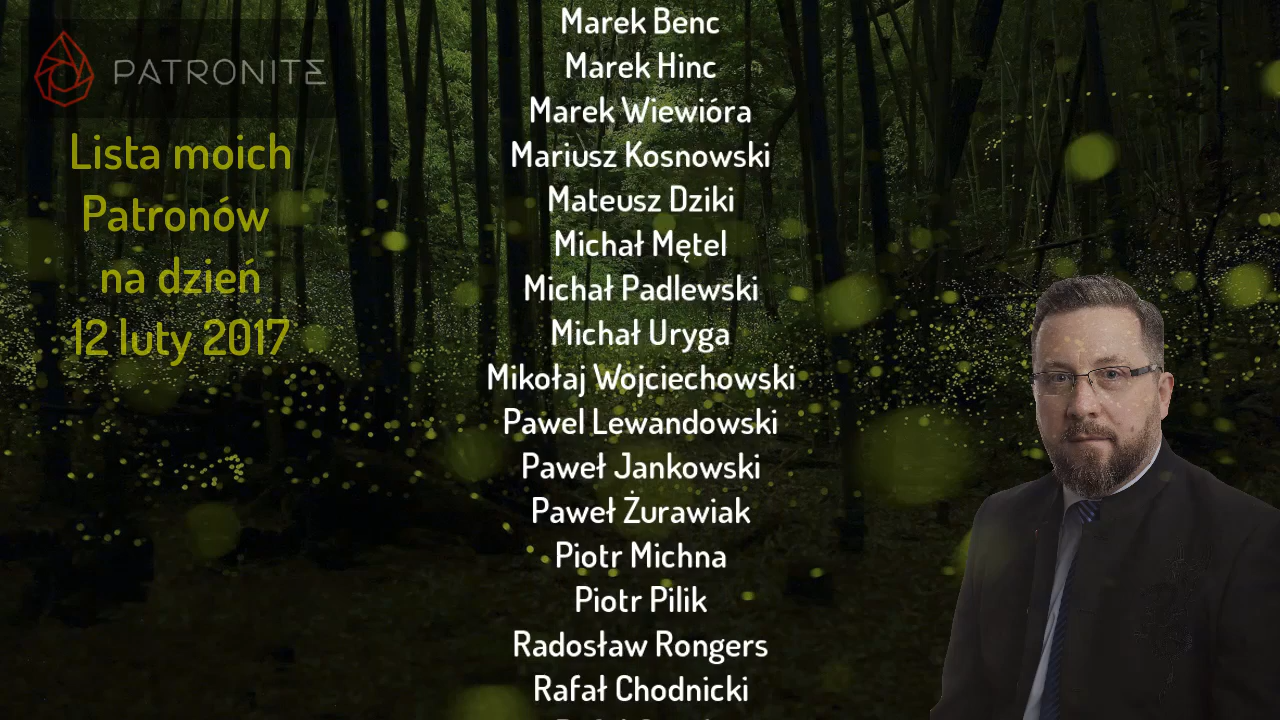 PATRONITE
Lista moich
Patronów
na dzień
12 luty 2017
Marek Benc
Marek Hinc
Marek Wiewióra
Mariusz Kosnowski
Mateusz Dziki
Michał Mętel
Michał Padlewski
Michał Uryga
Mikołaj Wojciechowski
Pawel Lewandowski
Paweł Jankowski
Paweł Żurawiak
Piotr Michna
Piotr Pilik
Radosław Rongers
Rafał Chodnicki